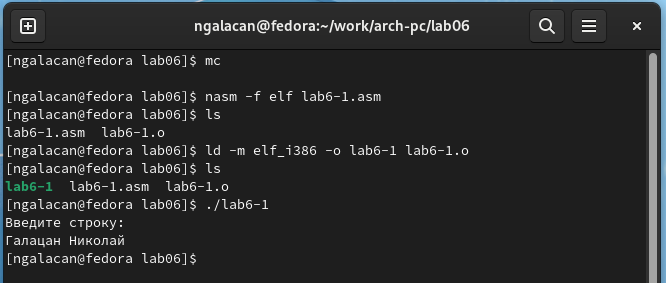 ngalacan@fedora:~/work/arch-pc/lab06
[ngalacan@fedora lab06]$ mc
[ngalacan@fedora lab06]$ nasm -f elf lab6-1.asm
[ngalacan@fedora lab06]$ ls
lab6-1.asm  lab6-1.o
[ngalacan@fedora lab06]$ ld -m elf_i386 -o lab6-1 lab6-1.o
[ngalacan@fedora lab06]$ ls
lab6-1  lab6-1.asm  lab6-1.o
[ngalacan@fedora lab06]$ ./lab6-1
Введите строку:
Галацан Николай
[ngalacan@fedora lab06]$